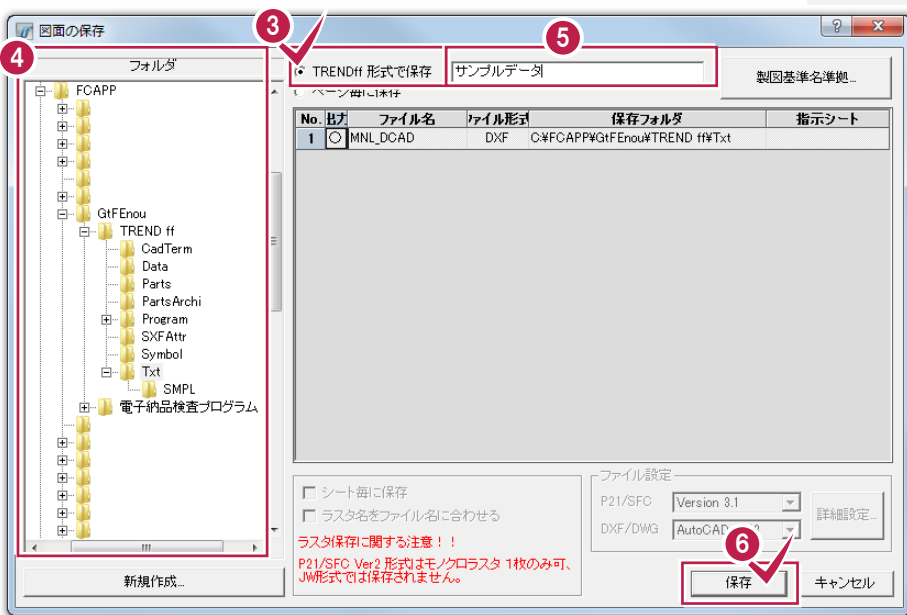 図面の保存
3
4
5
フォルダ
TRENDff 形式で保存
サンプルデータ
製図基準名準拠...
ページ毎に保存
FCAPP
GtFEnou
TREND ff
CadTerm
Data
Parts
PartsArchi
Program
SXFAttr
Symbol
Txt
SMPL
電子納品検査プログラム
No. 出力 ファイル名 ファイル形式 保存フォルダ 指示シート
1 MNL_DCAD DXF C:¥FCAPP¥GtFEnou¥TREND ff¥Txt
シート毎に保存
ラスタ名をファイル名に合わせる
ラスタ保存に関する注意！！
P21/SFC Ver2 形式はモノクロラスタ 1枚のみ可、
JW形式では保存されません。
ファイル設定
P21/SFC Version 3.1
DXF/DWG
詳細設定...
6
新規作成...
保存
キャンセル